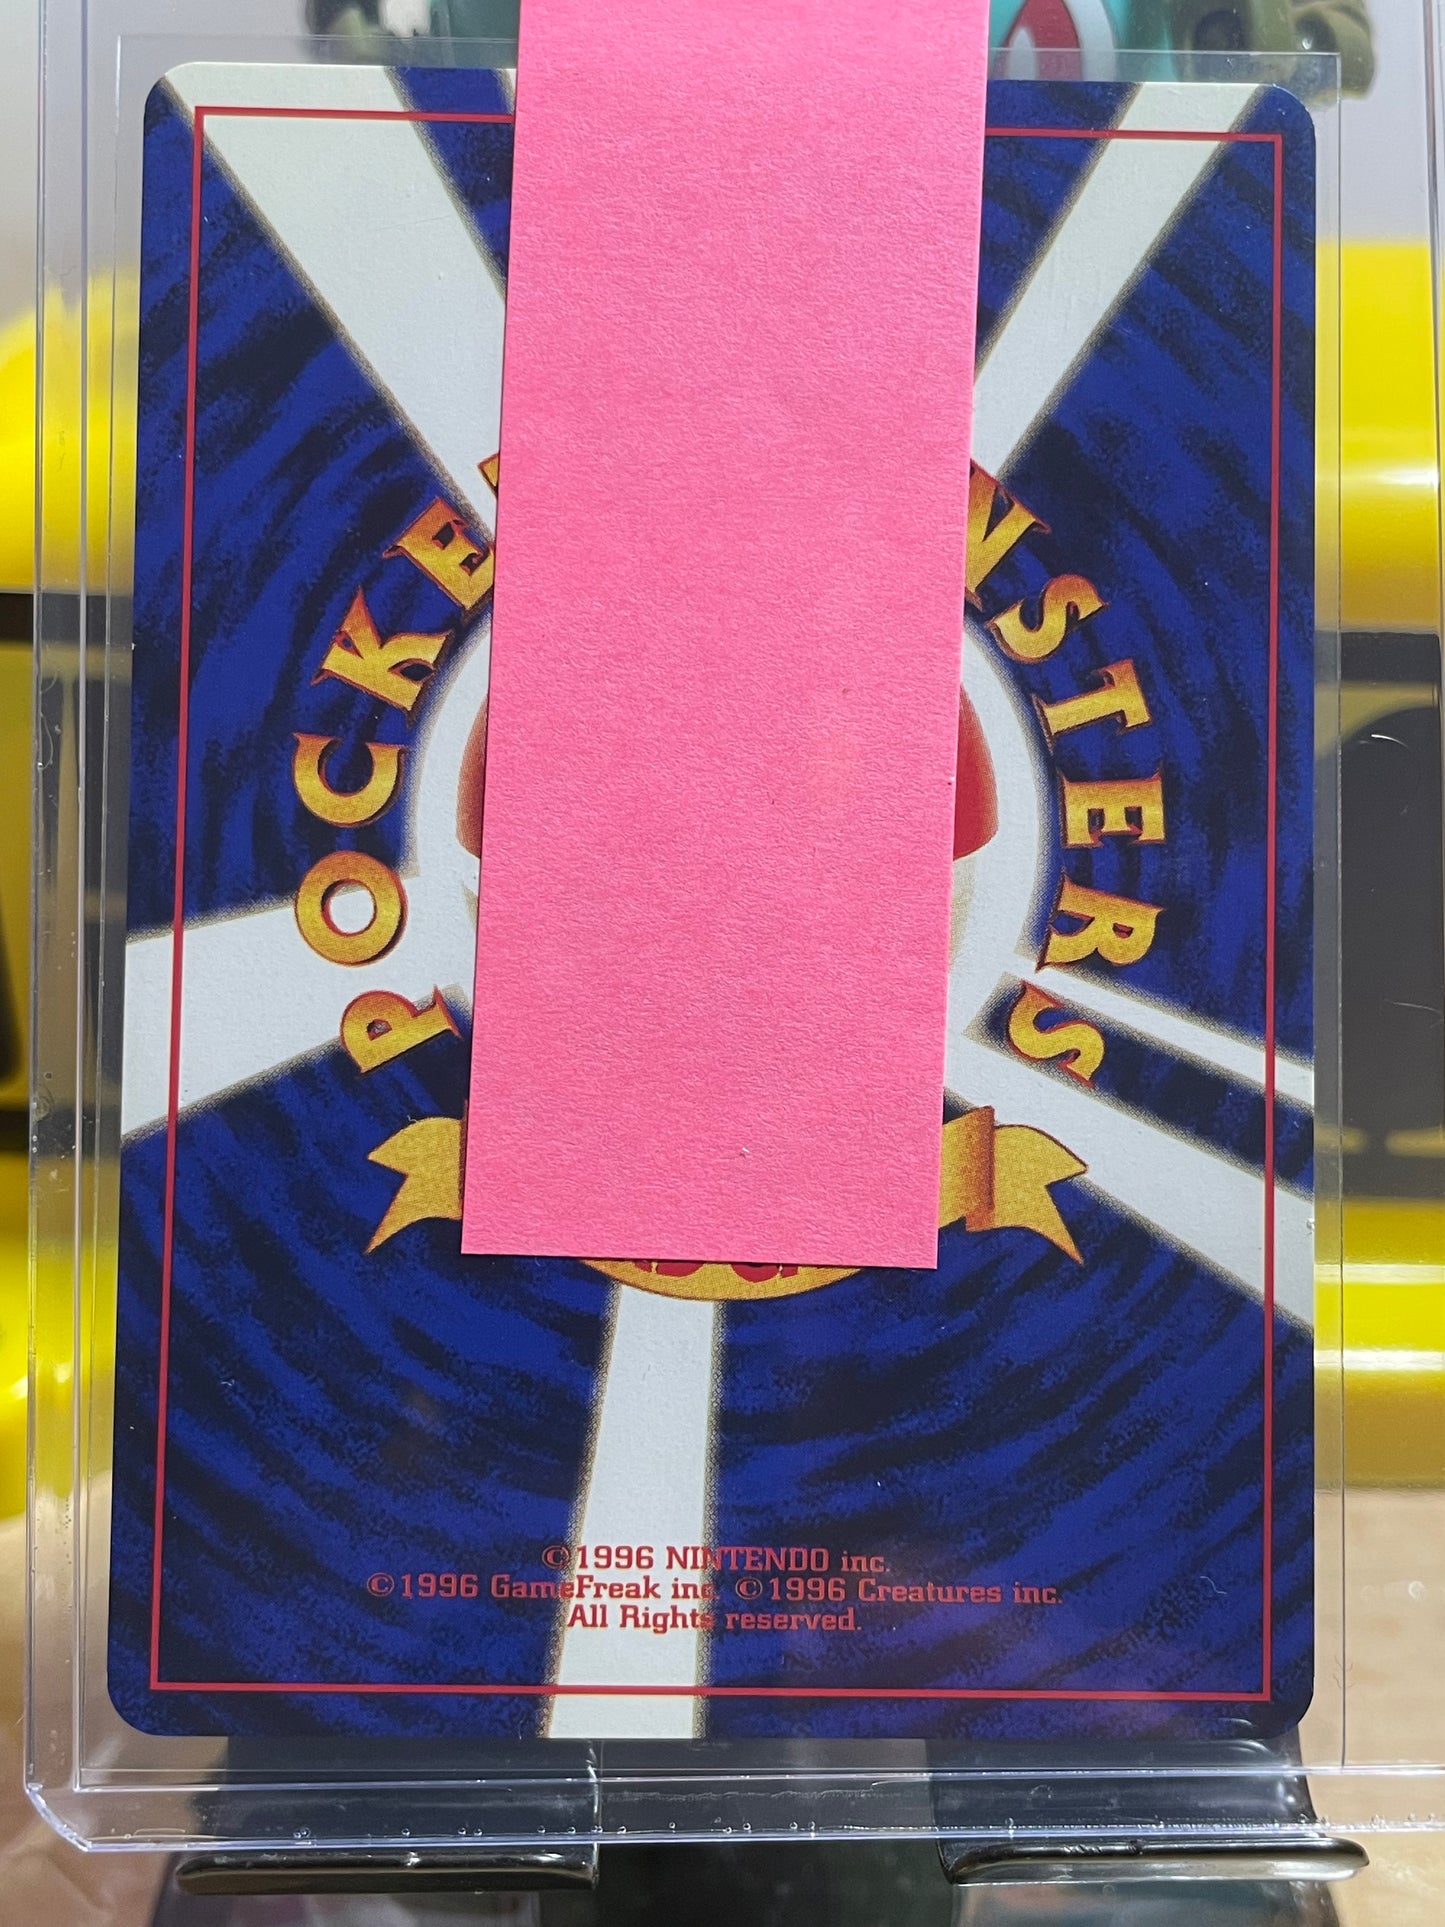 POCKE
NSTERS
©1996 NINTENDO inc.
©1996 GameFreak inc. ©1996 Creatures inc.
All Rights reserved.